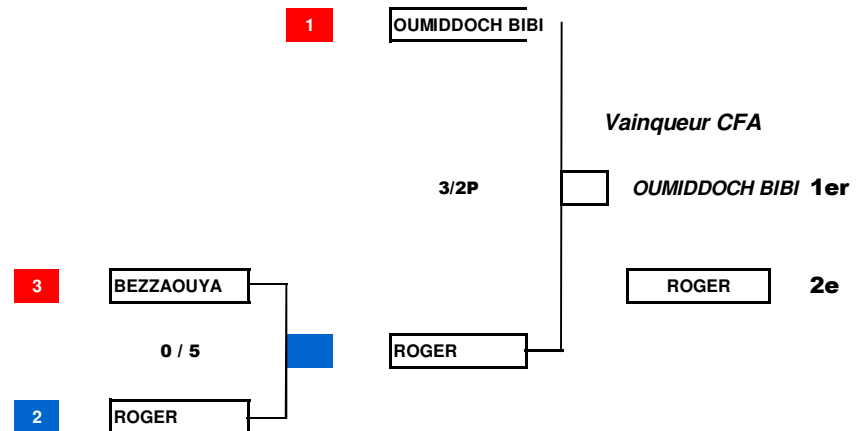 1 OUMIDDOCH BIBI
Vainqueur CFA
3/2P
OUMIDDOCH BIBI 1er
3 BEZZAOUYA
ROGER 2e
0 / 5
ROGER
2 ROGER